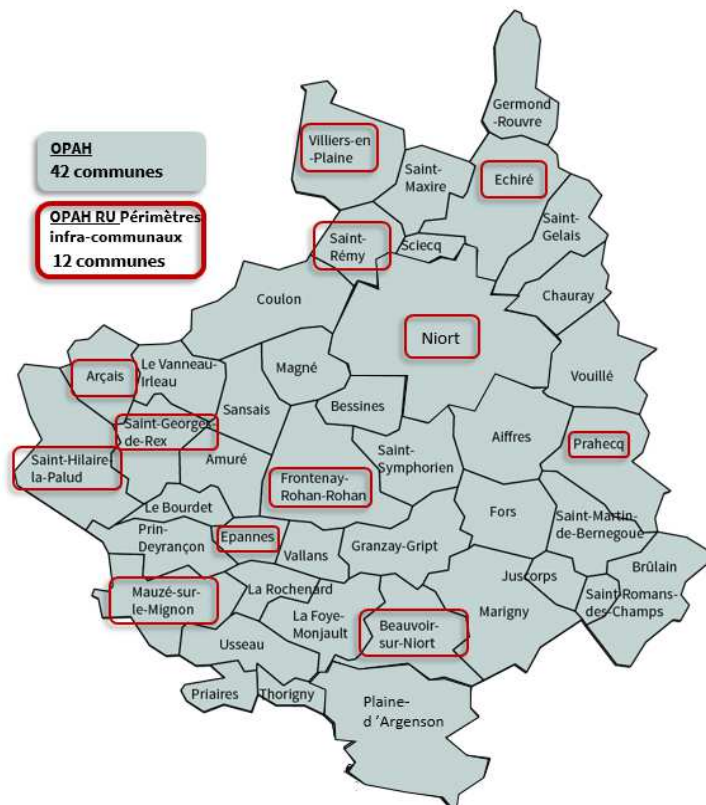 Germond
-Rouvre
OPAH
42 communes
Villiers-en
-Plaine
Saint-
Maxire
Echiré
OPAH RU Périmètres
infra-communaux
12 communes
Saint-
Gelais
Saint-
Rémy
Sciecq
Coulon
Chauray
Niort
Arçais
Le Vanneau-
Irleau
Magné
Vouillé
Sansais
Bessines
Saint-Georges-
de-Rex
Aiffres
Prahecq
Saint-Hilaire-
la-Palud
Amuré
Saint-
Symphorien
Frontenay-
Rohan-Rohan
Le Bourdet
Fors
Saint-Martin-
de-Bernegoue
Prin-
Deyrançon
Epannes
Vallans
Granzay-Gript
Brûlain
Juscorps
Mauzé-sur-
le-Mignon
La Rochenard
Saint-Romans-
des-Champs
La Foye-
Monjault
Beauvoir-
sur-Niort
Marigny
Usseau
Priaires
Thorigny
Plaine-
d 'Argenson